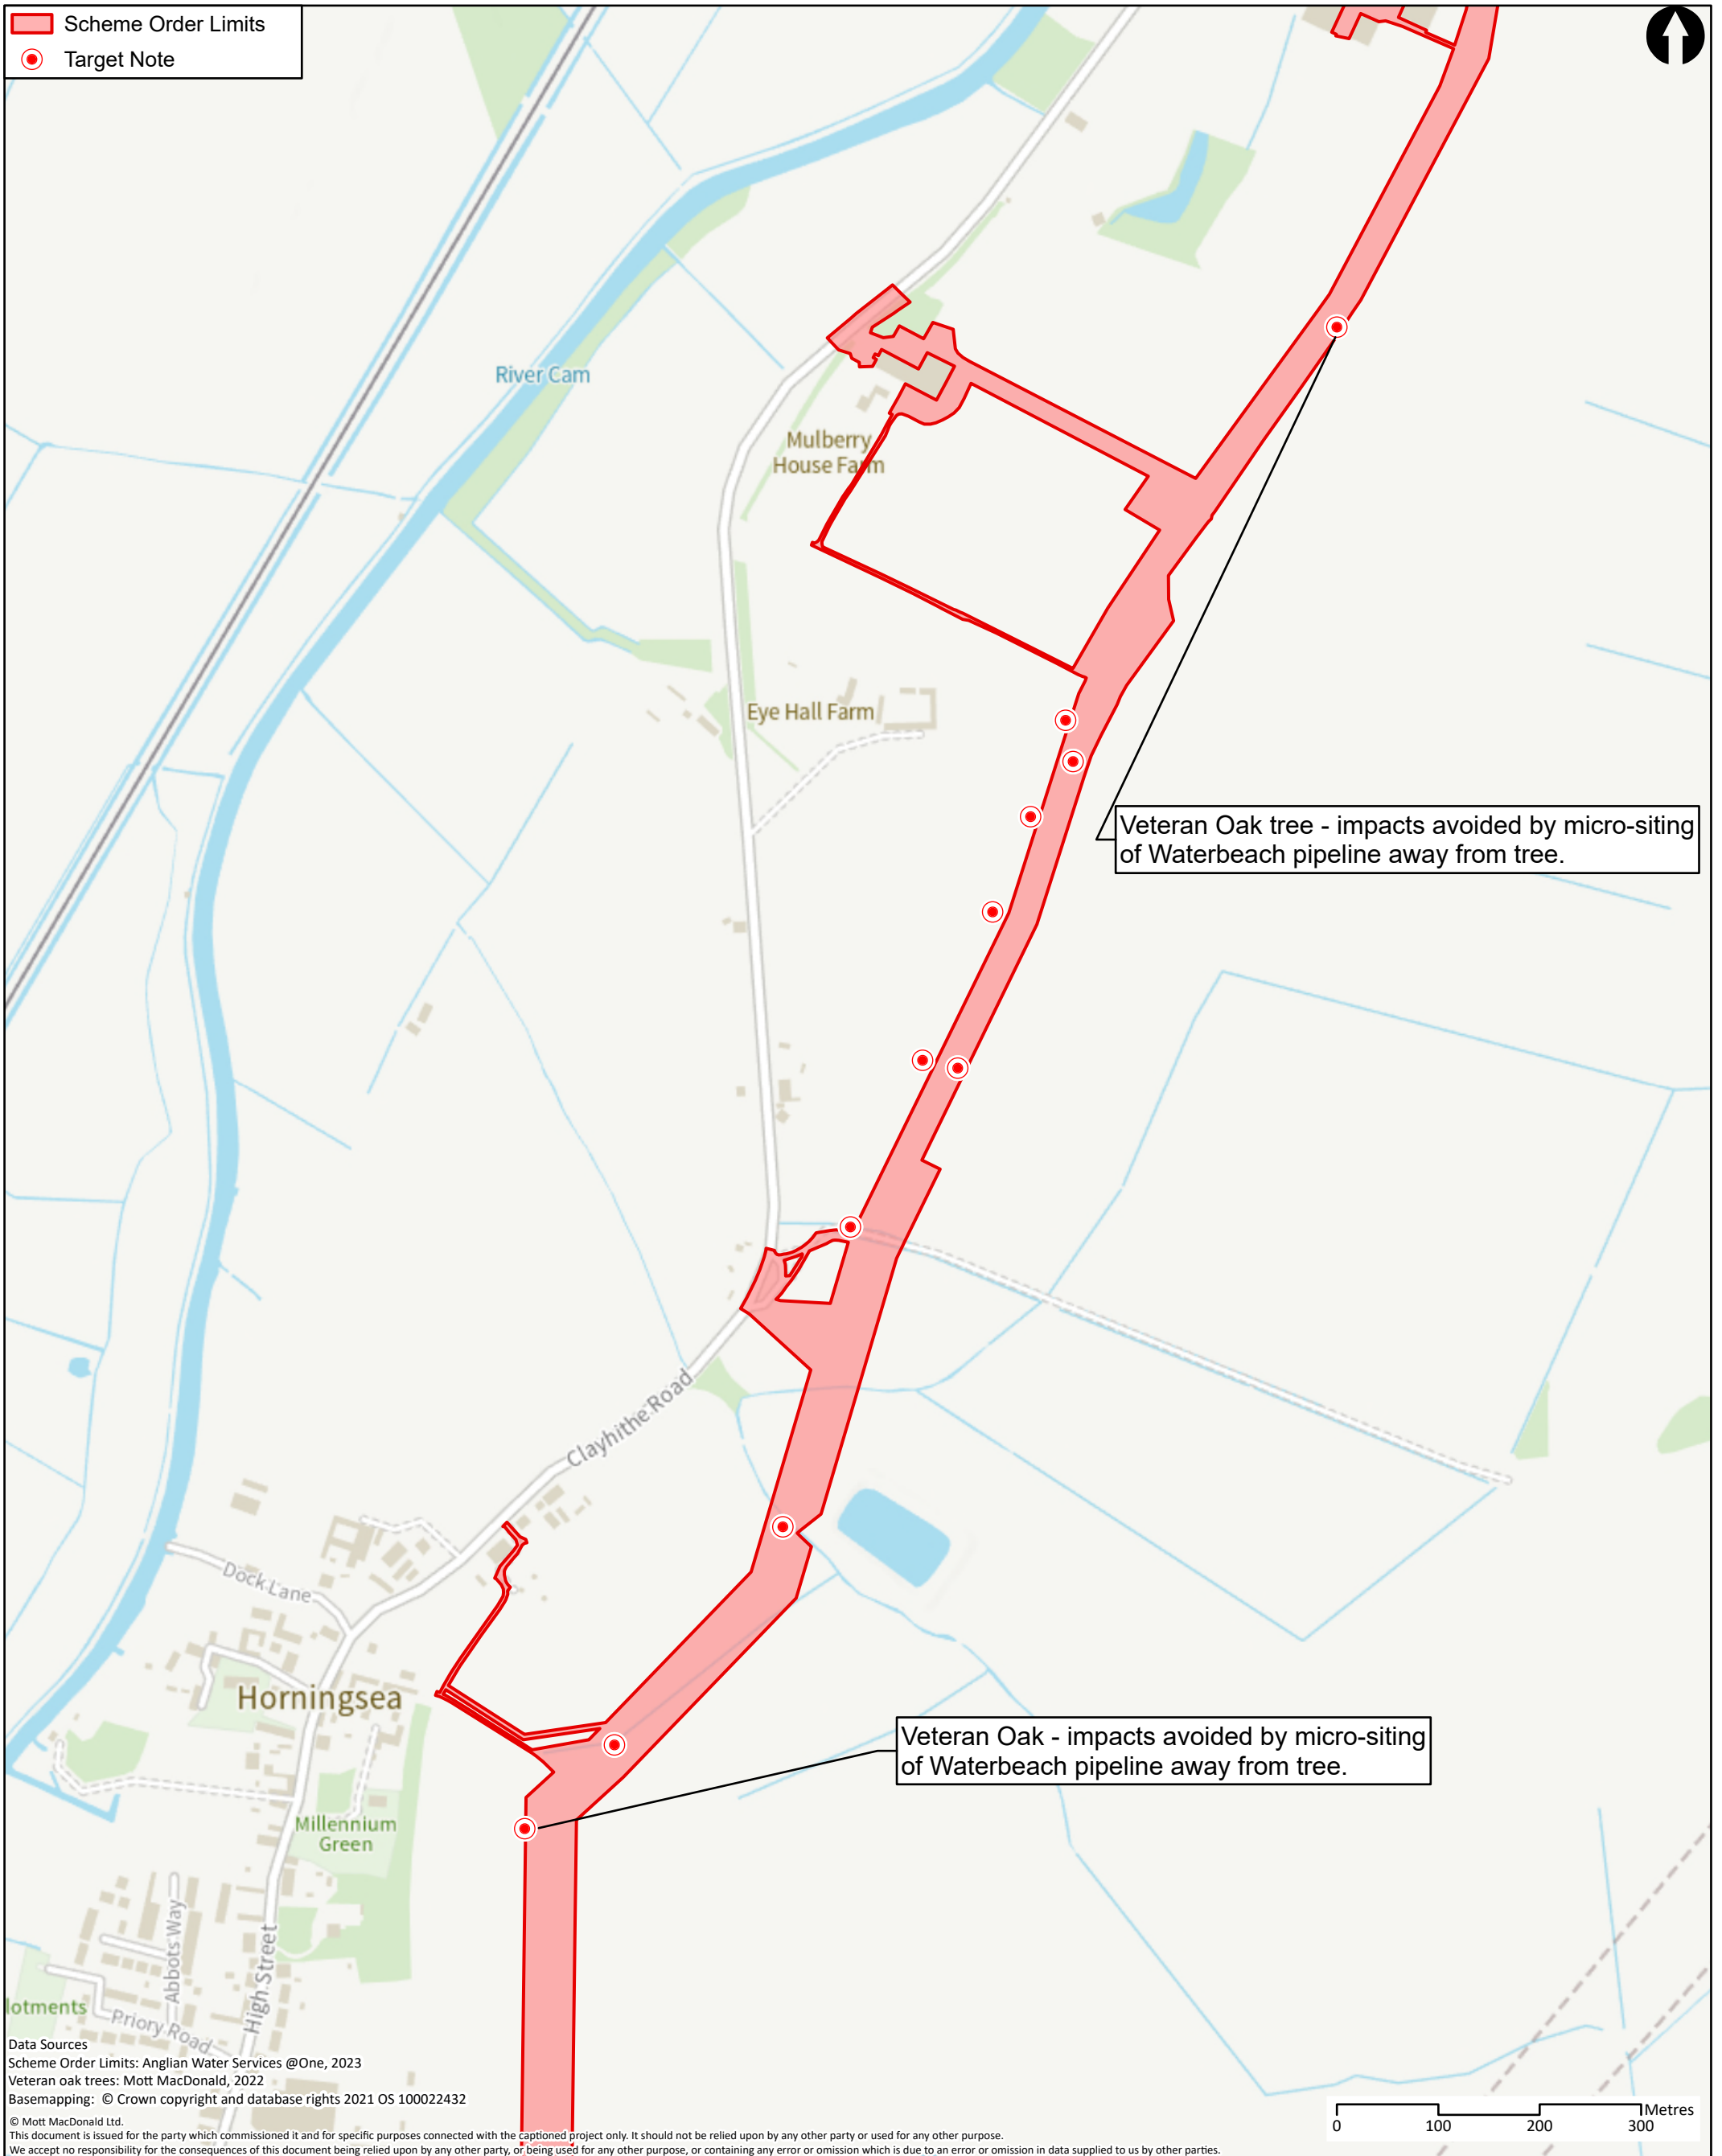 Scheme Order Limits
Target Note
River Cam
Mulberry
House Farm
Eye Hall Farm
Veteran Oak tree - impacts avoided by micro-siting
of Waterbeach pipeline away from tree.
Clayhithe Road
Dock Lane
Horningsea
Veteran Oak - impacts avoided by micro-siting
of Waterbeach pipeline away from tree.
Millennium
Green
Abbots Way
High Street
lotments
Priory Road
Data Sources
Scheme Order Limits: Anglian Water Services @One, 2023
Veteran oak trees: Mott MacDonald, 2022
Basemapping: © Crown copyright and database rights 2021 OS 100022432
© Mott MacDonald Ltd.
This document is issued for the party which commissioned it and for specific purposes connected with the captioned project only. It should not be relied upon by any other party or used for any other purpose.
We accept no responsibility for the consequences of this document being relied upon by any other party, or being used for any other purpose, or containing any error or omission which is due to an error or omission in data supplied to us by other parties.
Metres
0 100 200 300